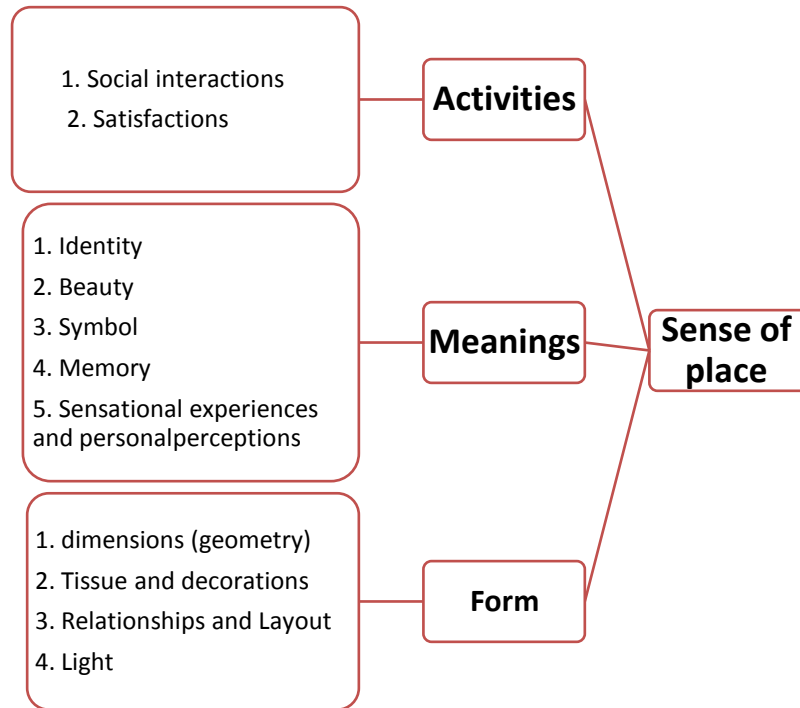 1. Social interactions
2. Satisfactions
Activities
1. Identity
2. Beauty
3. Symbol
4. Memory
5. Sensational experiences
and personalperceptions
Meanings
Sense of
place
1. dimensions (geometry)
2. Tissue and decorations
3. Relationships and Layout
4. Light
Form